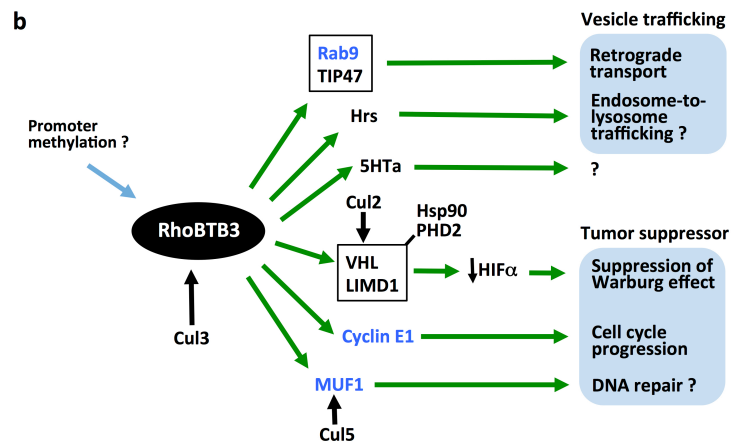 b
Vesicle trafficking
Rab9
TIP47
Retrograde
transport
Hrs
Endosome-to-
lysosome
trafficking ?
Promoter
methylation ?
5HTa
?
Cul2
Hsp90
PHD2
RhoBTB3
Tumor suppressor
VHL
LIMD1
↓HIFα
Suppression of
Warburg effect
Cul3
Cyclin E1
Cell cycle
progression
MUF1
DNA repair ?
Cul5